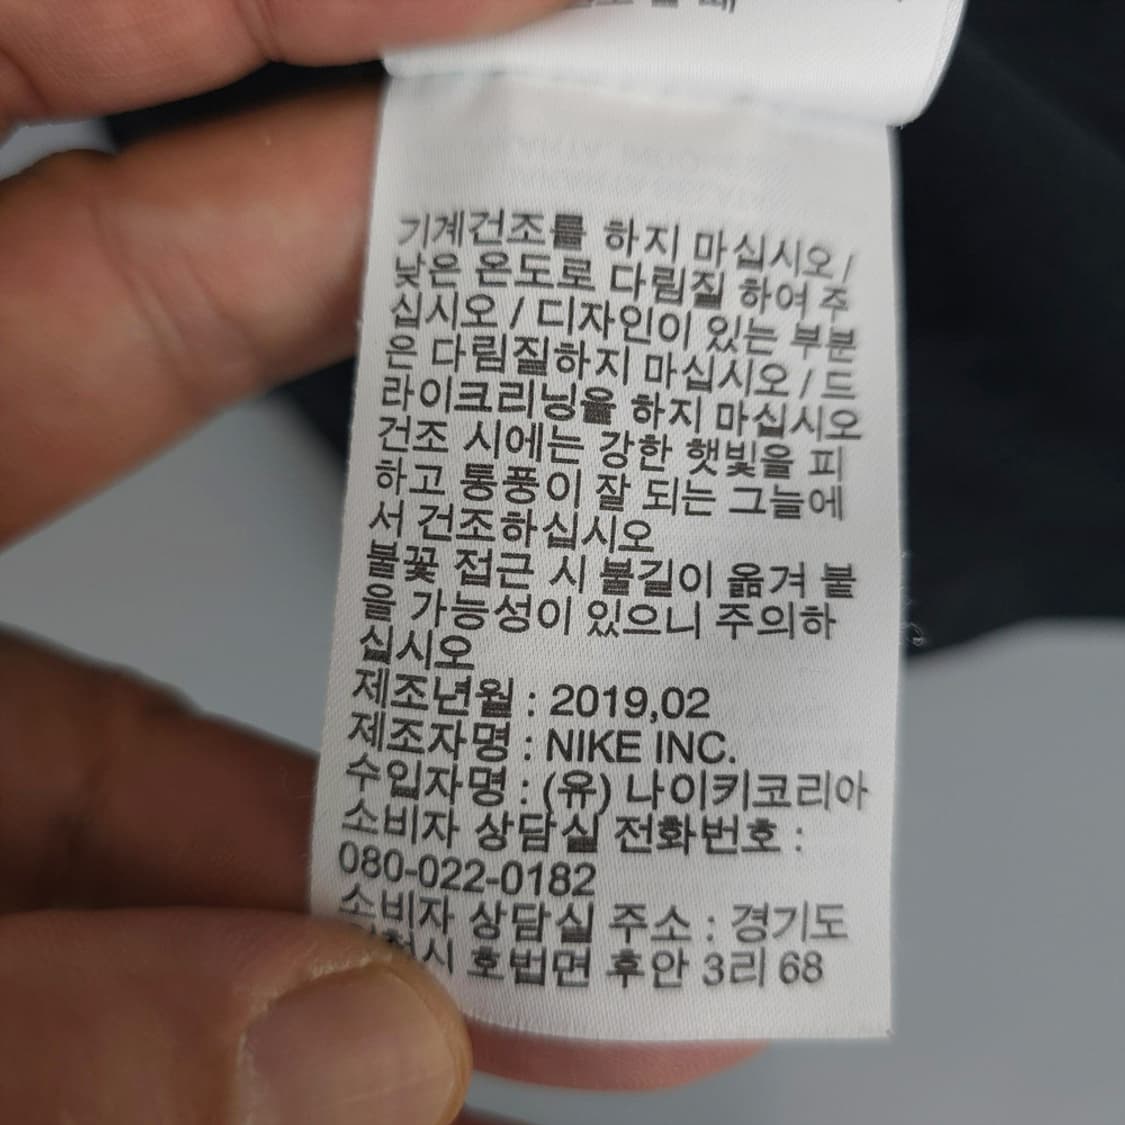 기계건조를 하지 마십시오 /
낮은 온도로 다림질 하여 주
십시오 / 디자인이 있는 부분
은 다림질하지 마십시오 / 드
라이크리닝을 하지 마십시오
건조 시에는 강한 햇빛을 피
하고 통풍이 잘 되는 그늘에
서 건조하십시오
불꽃 접근 시 불길이 옮겨 붙
을 가능성이 있으니 주의하
십시오
제조년월 : 2019,02
제조자명 : NIKE INC.
수입자명 : (유) 나이키코리아
소비자 상담실 전화번호 :
080-022-0182
소비자 상담실 주소 : 경기도
호법면 후안 3리 68